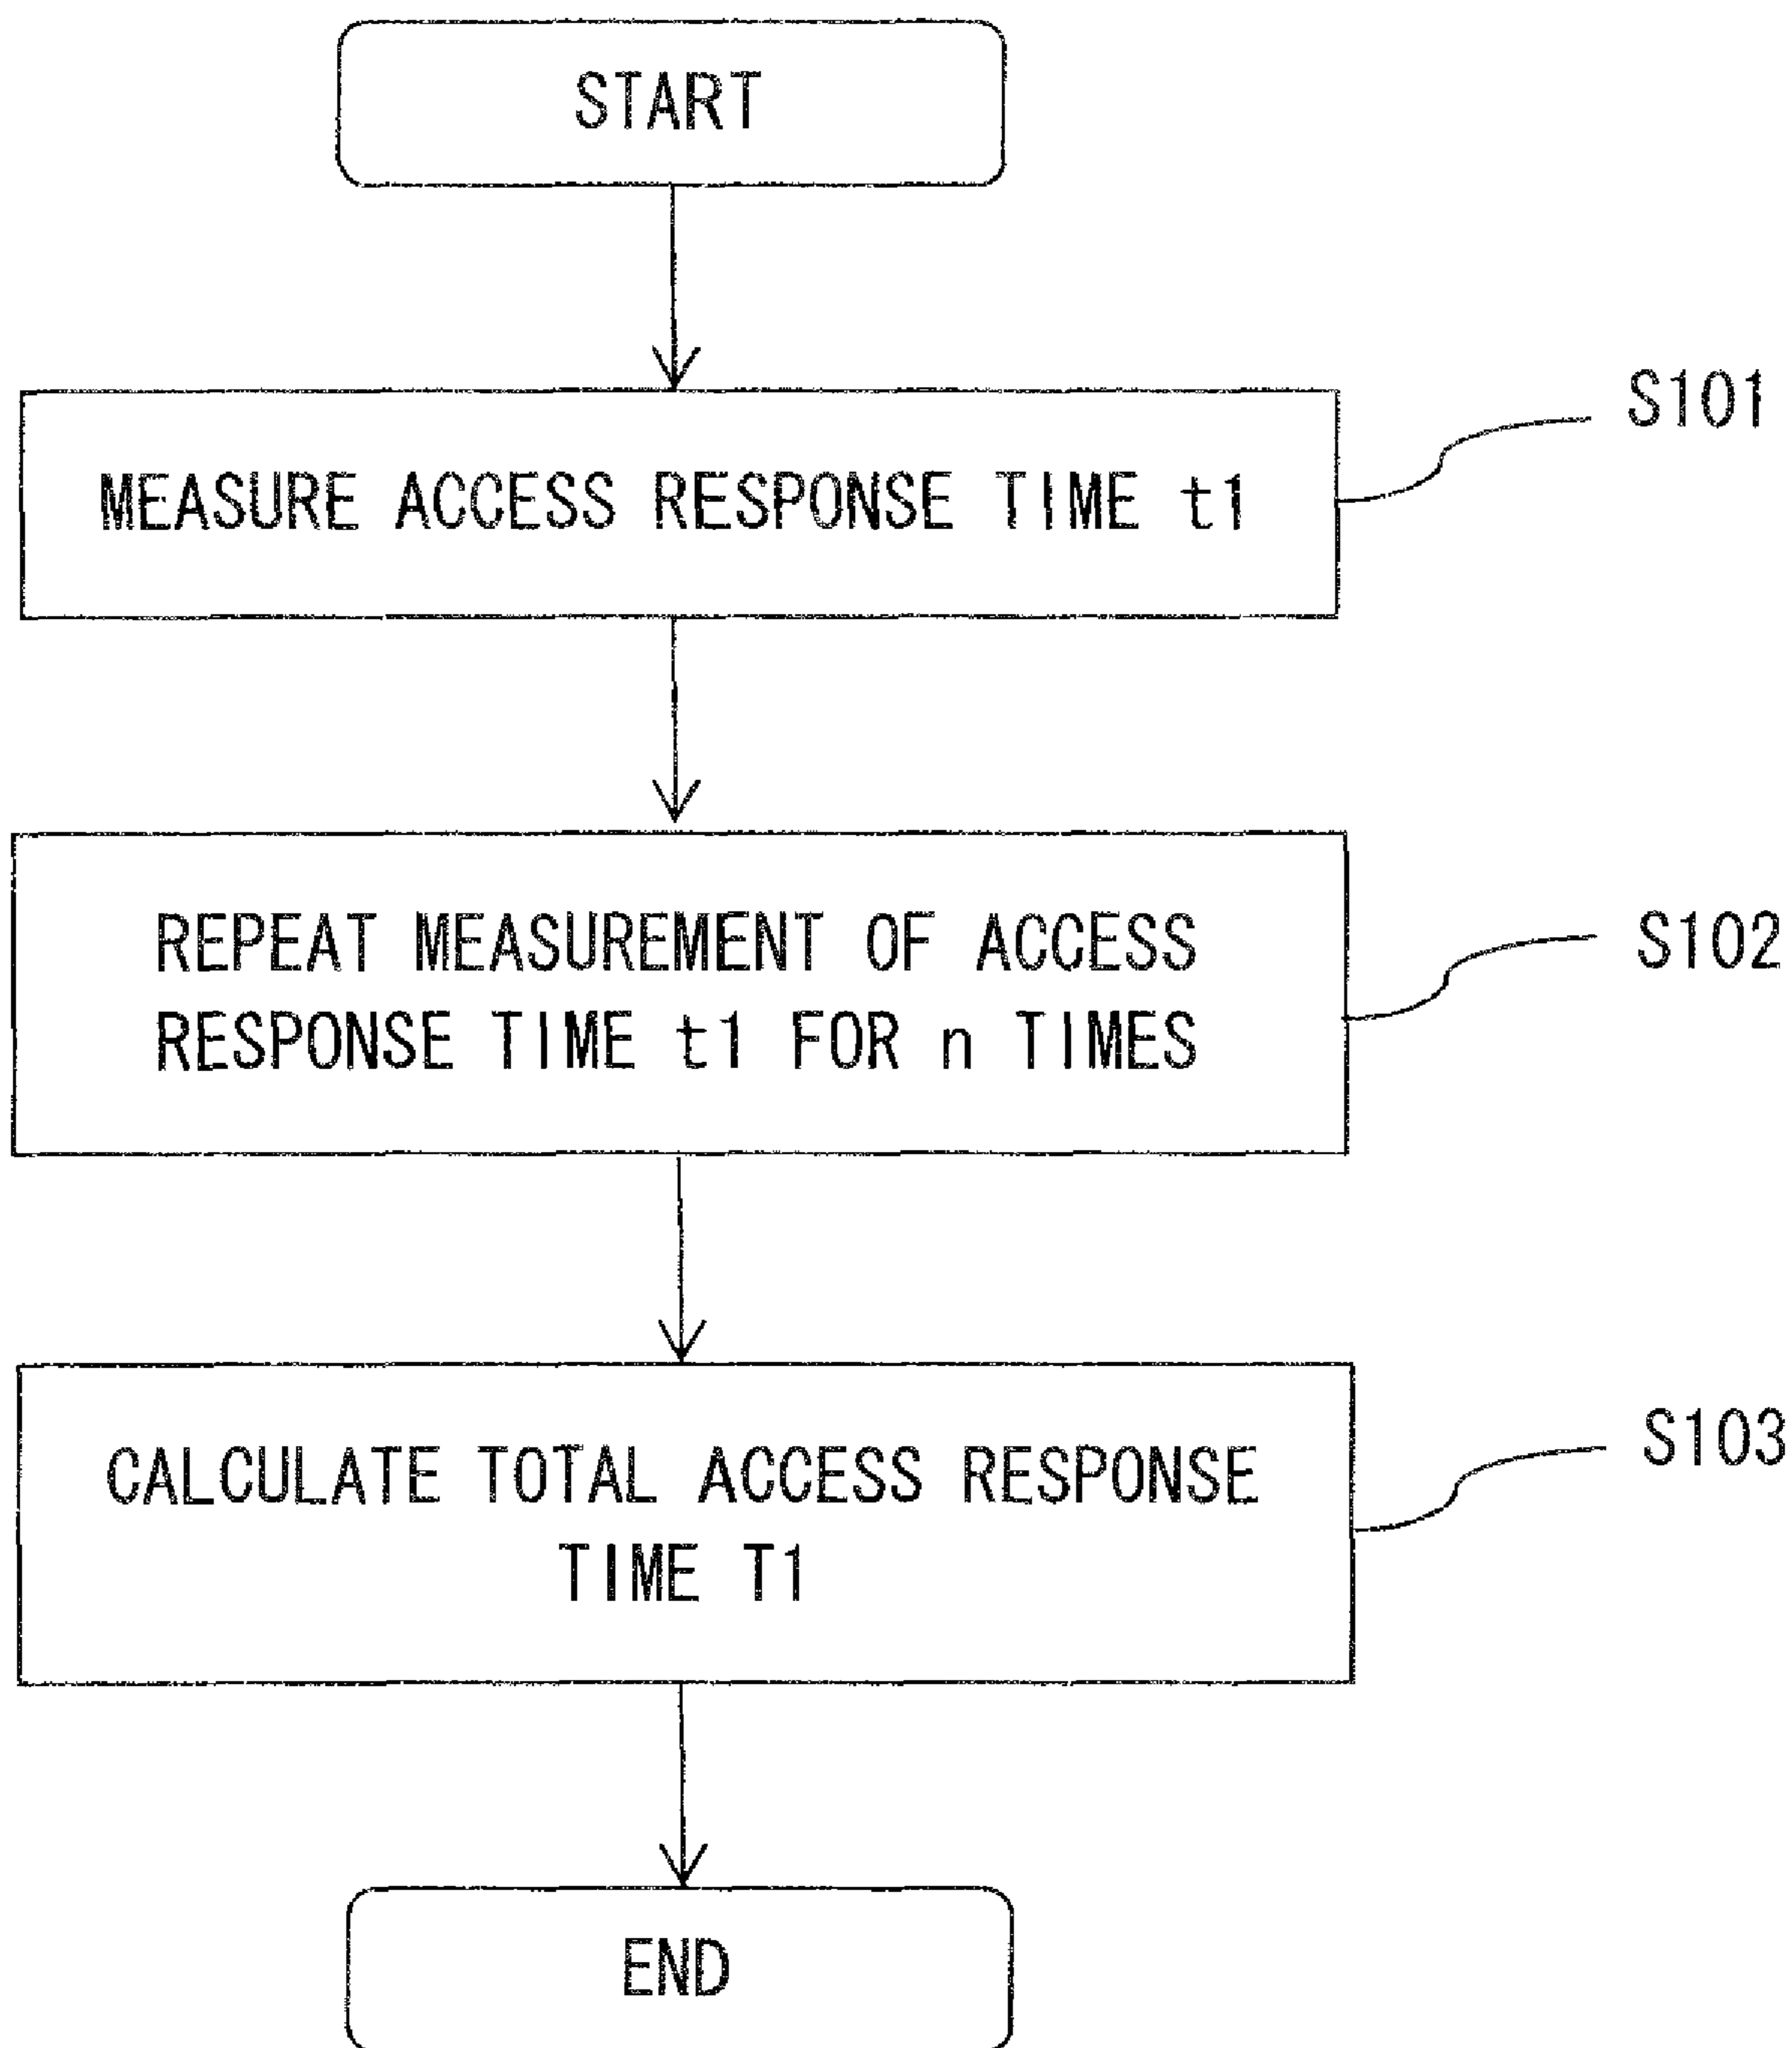 START
S101
MEASURE ACCESS RESPONSE TIME t1
REPEAT MEASUREMENT OF ACCESS
RESPONSE TIME t1 FOR n TIMES
S102
CALCULATE TOTAL ACCESS RESPONSE
TIME T1
S103
END